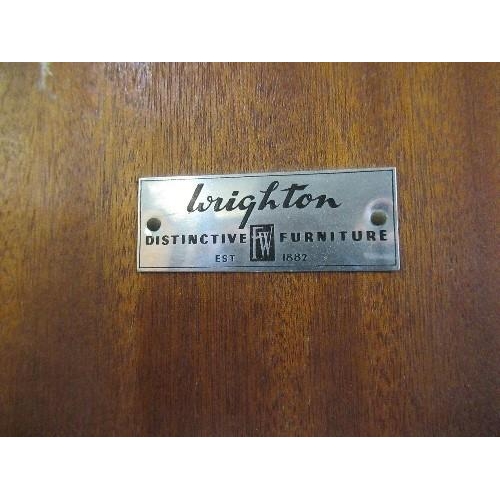 Wrighton
DISTINCTIVE FW FURNITURE
EST 1882